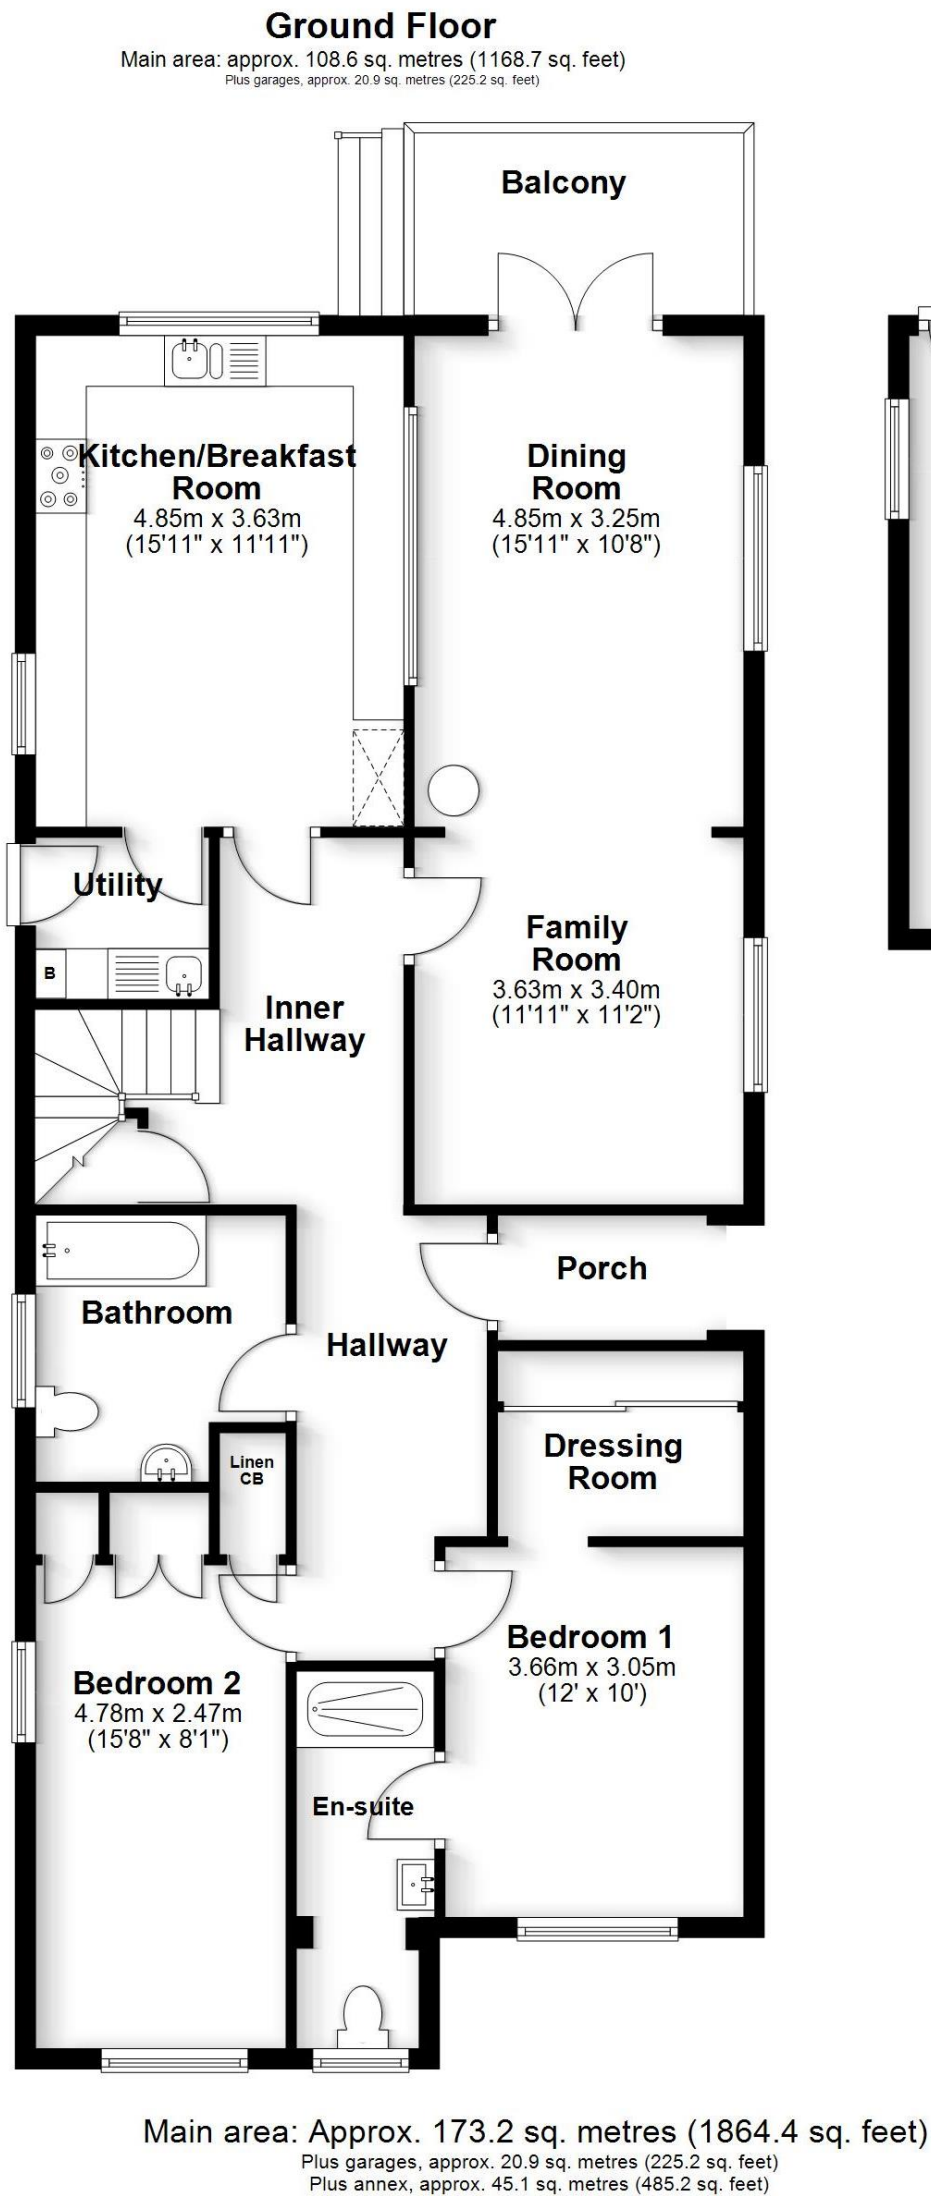 Ground Floor
Main area: approx. 108.6 sq. metres (1168.7 sq. feet)
Plus garages, approx. 20.9 sq. metres (225.2 sq. feet)
Balcony
Kitchen/Breakfast
Room
4.85m x 3.63m
(15'11" x 11'11")
Dining
Room
4.85m x 3.25m
(15'11" x 10'8")
Utility
B
Family
Room
3.63m x 3.40m
(11'11" x 11'2")
Inner
Hallway
Porch
Bathroom
Hallway
Linen
CB
Dressing
Room
Bedroom 1
3.66m x 3.05m
(12' x 10')
Bedroom 2
4.78m x 2.47m
(15'8" x 8'1")
En-suite
Main area: Approx. 173.2 sq. metres (1864.4 sq. feet)
Plus garages, approx. 20.9 sq. metres (225.2 sq. feet)
Plus annex, approx. 45.1 sq. metres (485.2 sq. feet)